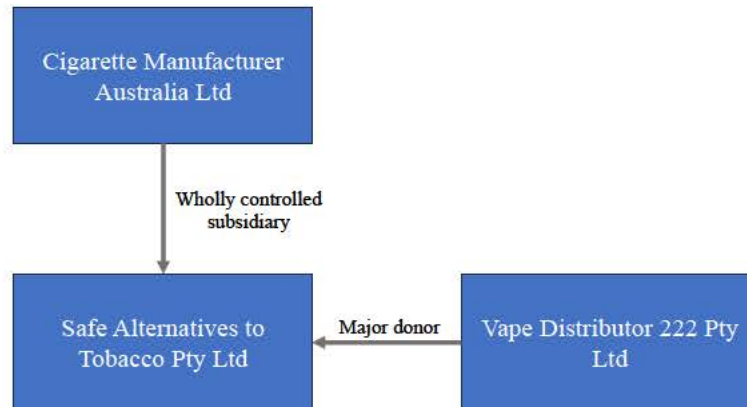 Cigarette Manufacturer
Australia Ltd
Wholly controlled
subsidiary
Safe Alternatives to
Tobacco Pty Ltd
Major donor
Vape Distributor 222 Pty
Ltd